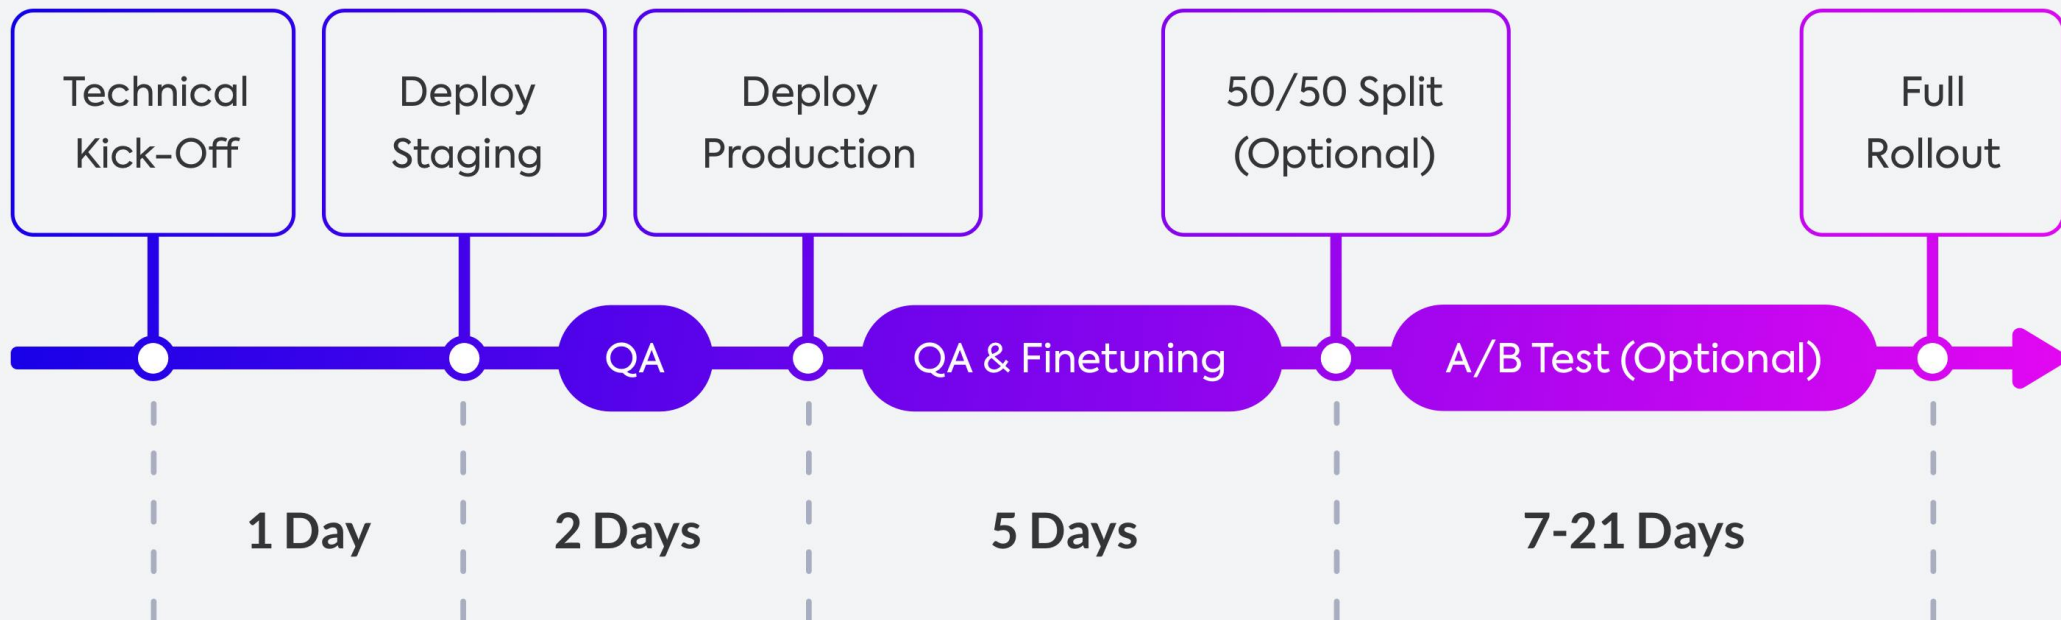 Technical
Kick-Off
Deploy
Staging
Deploy
Production
50/50 Split
(Optional)
Full
Rollout
QA
QA & Finetuning
A/B Test (Optional)
1 Day
2 Days
5 Days
7-21 Days